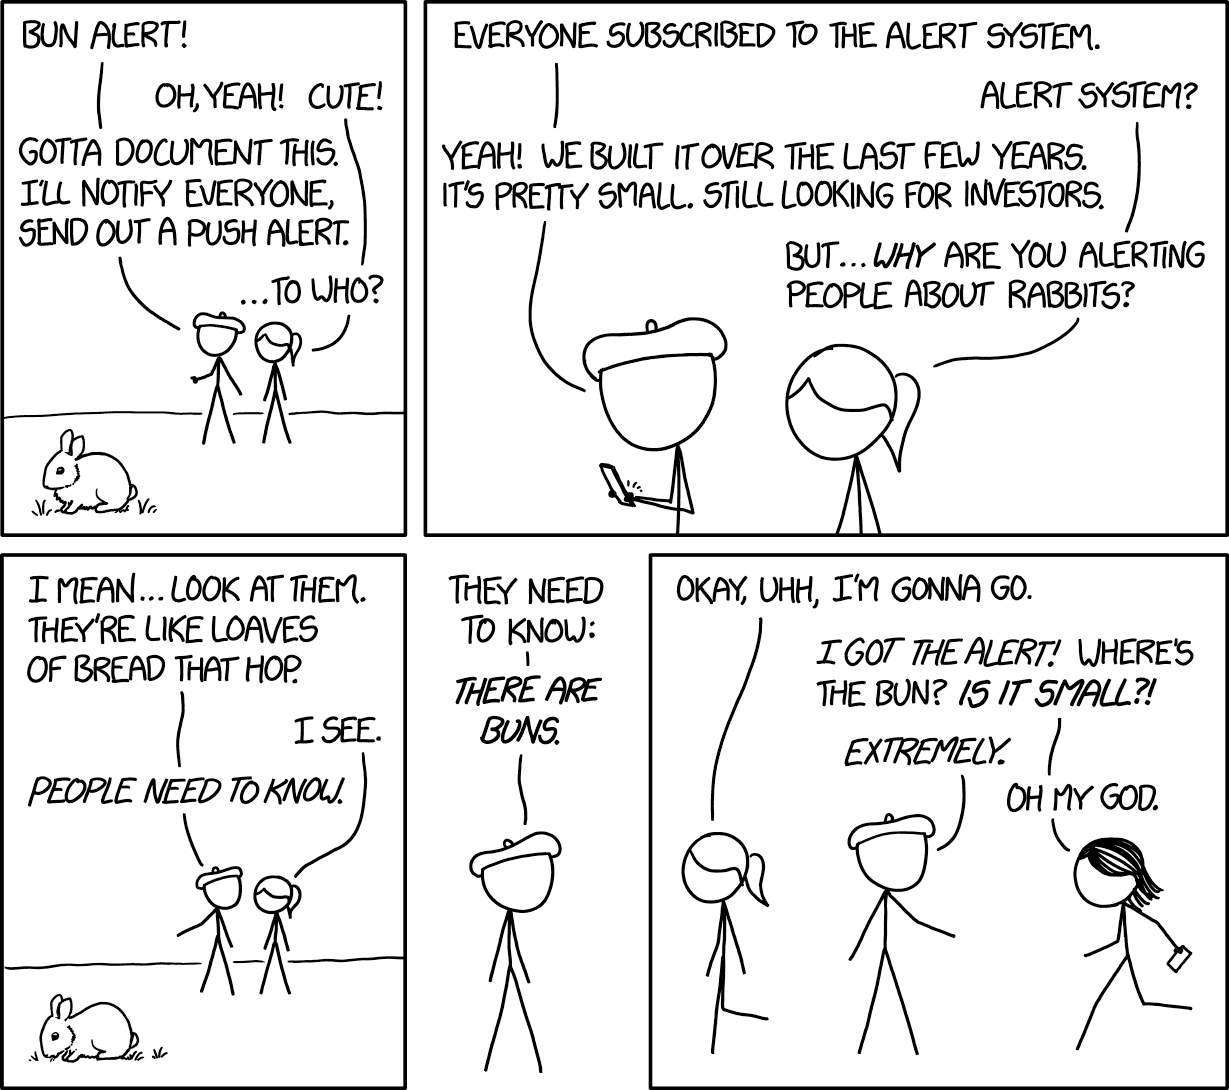 BUN ALERT!
OH, YEAH! CUTE!
GOTTA DOCUMENT THIS.
I'LL NOTIFY EVERYONE,
SEND OUT A PUSH ALERT.
...TO WHO?
EVERYONE SUBSCRIBED TO THE ALERT SYSTEM.
ALERT SYSTEM?
YEAH! WE BUILT IT OVER THE LAST FEW YEARS.
IT'S PRETTY SMALL. STILL LOOKING FOR INVESTORS.
BUT...WHY ARE YOU ALERTING
PEOPLE ABOUT RABBITS?
I MEAN...LOOK AT THEM.
THEY'RE LIKE LOAVES
OF BREAD THAT HOP.
I SEE.
PEOPLE NEED TO KNOW.
THEY NEED
TO KNOW:
THERE ARE
BUNS.
OKAY, UHH, I'M GONNA GO.
I GOT THE ALERT! WHERE'S
THE BUN? IS IT SMALL?!
EXTREMELY.
OH MY GOD.